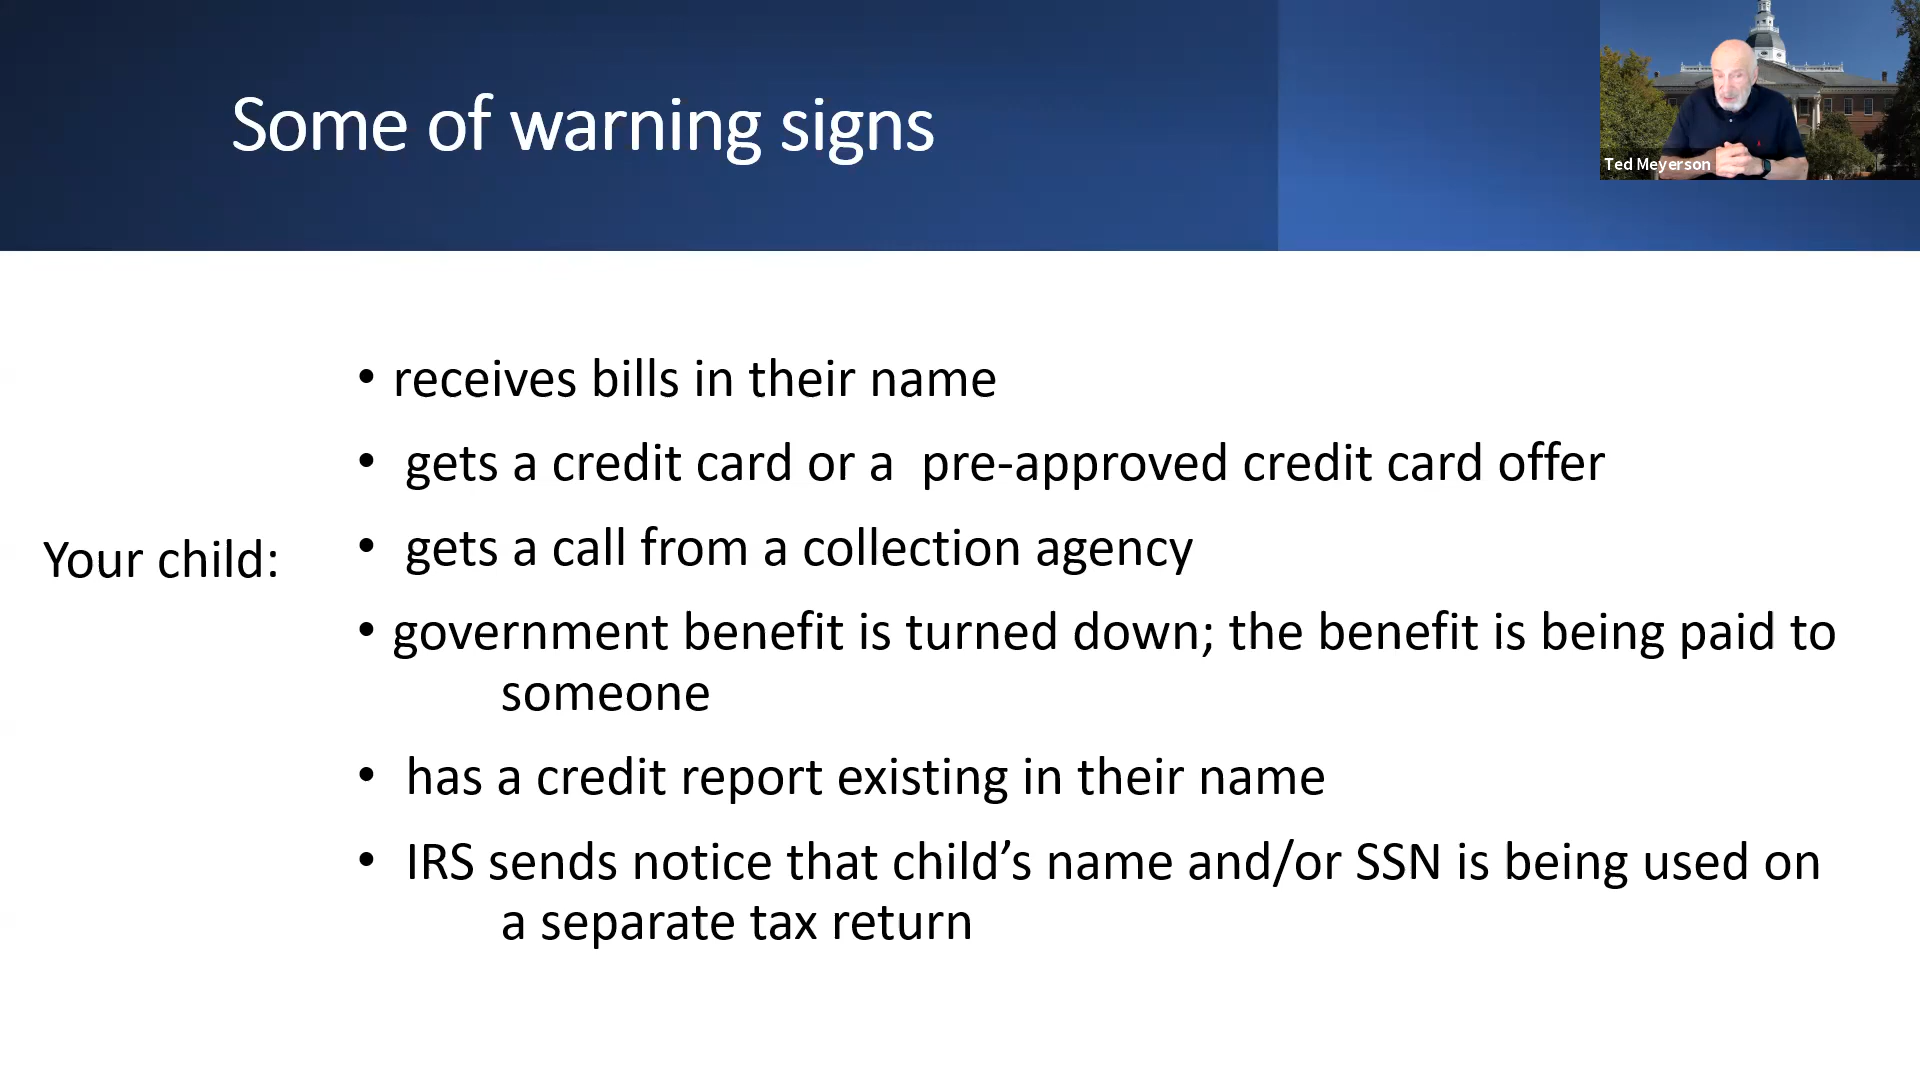 Some of warning signs
Ted Meyerson
Your child:
• receives bills in their name
• gets a credit card or a  pre-approved credit card offer
• gets a call from a collection agency
• government benefit is turned down; the benefit is being paid to
someone
• has a credit report existing in their name
• IRS sends notice that child’s name and/or SSN is being used on
a separate tax return